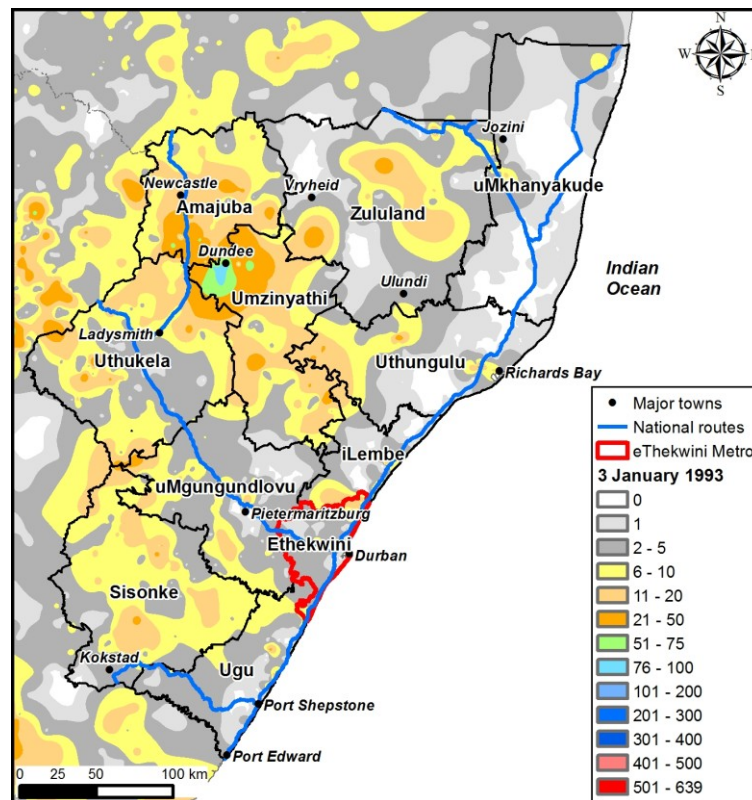 N
W
S
Jozini
uMkhanyakude
Newcastle
Vryheid
Amajuba
Zululand
Dundee
Indian
Ocean
Umzinyathi
Ulundi
Ladysmith
Uthukela
Uthungulu
Richards Bay
iLembe
uMgungundlovu
Pietermaritzburg
Ethekwini
Durban
Sisonke
Kokstad
Ugu
Port Shepstone
Port Edward
0 25 50 100 km
Major towns
National routes
eThekwini Metro
3 January 1993
0
1
2 - 5
6 - 10
11 - 20
21 - 50
51 - 75
76 - 100
101 - 200
201 - 300
301 - 400
401 - 500
501 - 639